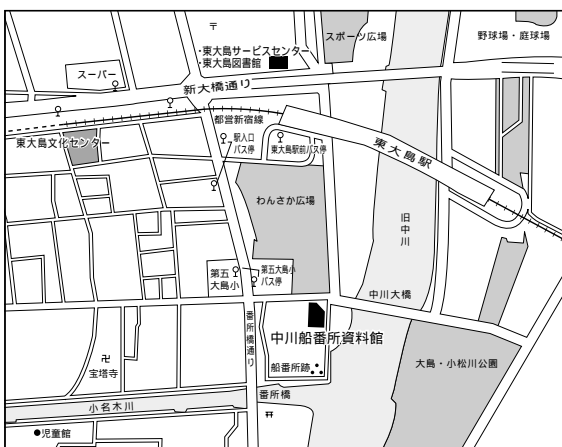 〒
スポーツ広場
野球場・庭球場
・東大島サービスセンター
・東大島図書館
スーパー
新大橋通り
都営新宿線
東大島文化センター
駅入口
バス停
東大島駅前バス停
東大島駅
わんさか広場
旧中川
第五
大島小
第五大島小
バス停
中川大橋
番所橋通り
中川船番所資料館
大島・小松川公園
卍
宝塔寺
船番所跡
番所橋
小名木川
児童館